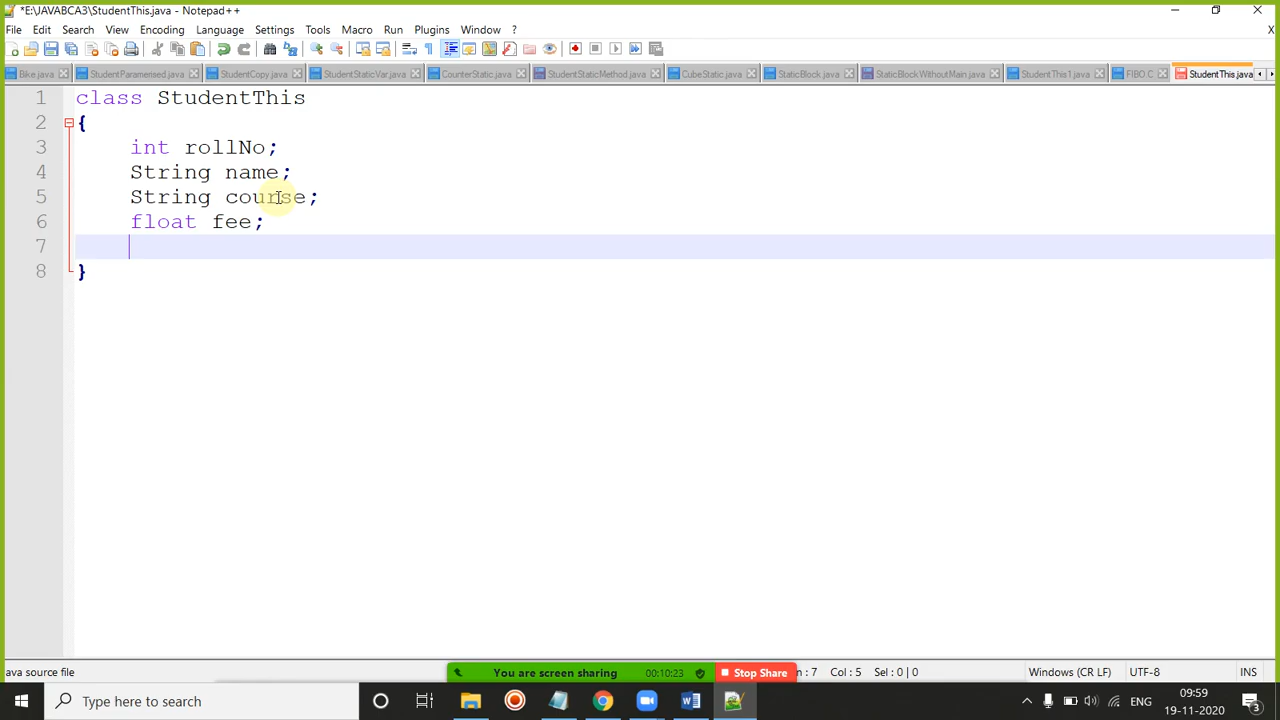 *E:\JAVABCA3\StudentThis.java - Notepad++
File Edit Search View Encoding Language Settings Tools Macro Run Plugins Window ? X
Bike.java StudentParamerised.java StudentCopy.java StudentStaticVar.java CounterStatic.java StudentStaticMethod.java CubeStatic.java StaticBlock.java StaticBlockWithoutMain.java StudentThis1.java FIBO C StudentThis.java
1 class StudentThis
2 {
3 int rollNo;
4 String name;
5 String course;
6 float fee;
7
8 }
ava source file You are screen sharing 00:10:23 Stop Share n : 7 Col : 5 Sel : 0 | 0 Windows (CR LF) UTF-8 INS
Type here to search ENG 09:59
19-11-2020 3